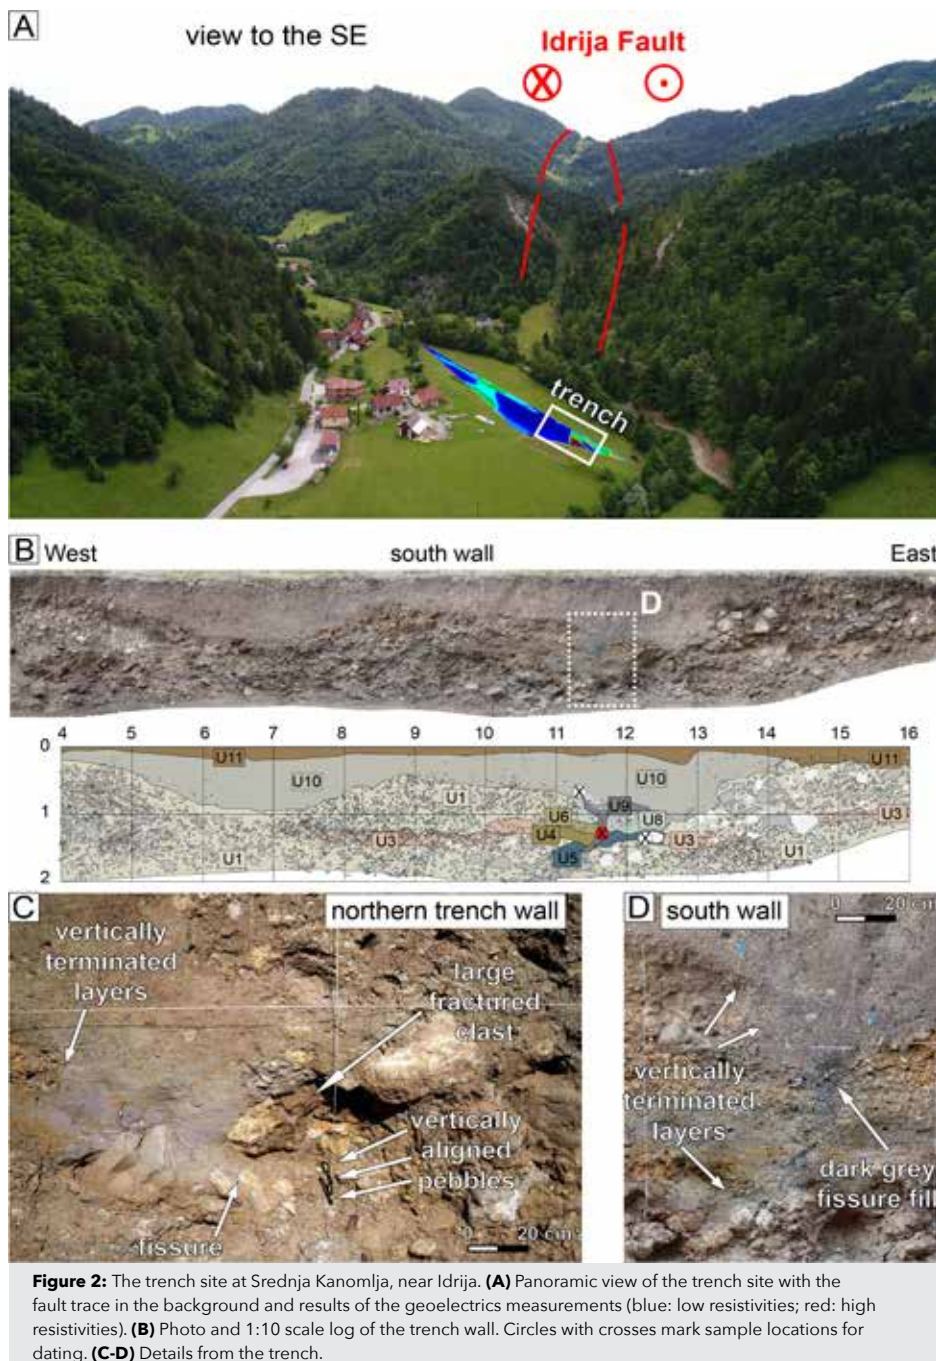 A
view to the SE
Idrija Fault
trench
B West
south wall
East
D
4 5 6 7 8 9 10 11 12 13 14 15 16
0
U11
U11
U10
U10
U1
U9
1
U6
U8
U3
U4
U3
U3
U5
U1
U1
2
C
northern trench wall
vertically
terminated
layers
large
fractured
clast
vertically
aligned
pebbles
fissure
0 20 cm
D
south wall
0 20 cm
vertically
terminated
layers
dark grey
fissure fill
Figure 2: The trench site at Srednja Kanomlja, near Idrija. (A) Panoramic view of the trench site with the
fault trace in the background and results of the geoelectrics measurements (blue: low resistivities; red: high
resistivities). (B) Photo and 1:10 scale log of the trench wall. Circles with crosses mark sample locations for
dating. (C-D) Details from the trench.